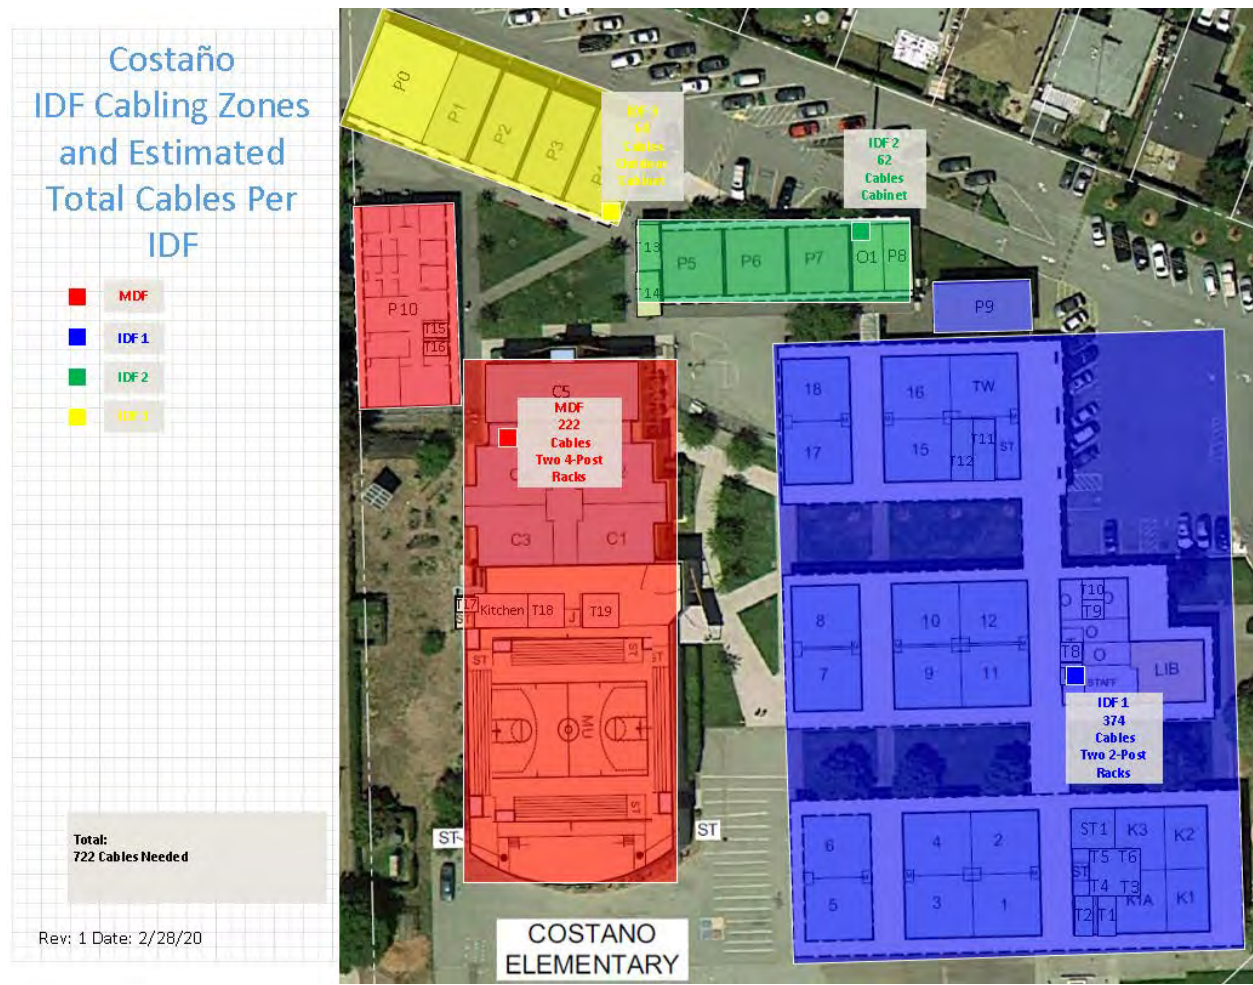 Costaño
IDF Cabling Zones
and Estimated
Total Cables Per
IDF
MDF
IDF 1
IDF 2
IDF 3
Total:
722 Cables Needed
Rev: 1 Date: 2/28/20
P0
P1
P2
P3
Cables
Cabinet
IDF 2
62
Cables
Cabinet
13
14
P5
P6
P7
O1
P8
P9
P10
T15
T16
C5
MDF
222
Cables
Two 4-Post
Racks
C3
C1
T17
ST
Kitchen
T18
J
T19
ST
ST
MU
ST
ST
ST
18
17
16
TW
15
T12
T11
ST
8
7
10
12
9
11
T10
T9
O
O
O
T8
O
STAFF
LIB
IDF 1
374
Cables
Two 2-Post
Racks
6
5
4
2
3
1
ST1
K3
K2
T5
T6
ST
T4
T3
K1A
K1
T2
T1
COSTANO
ELEMENTARY